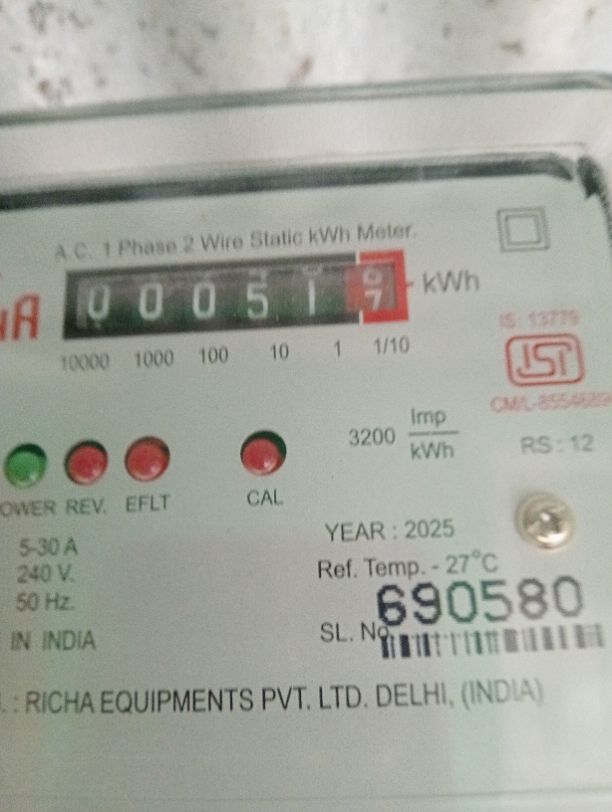 A.C. 1 Phase 2 Wire Static kWh Meter.
0 0 0 5 1 7 kWh
10000 1000 100 10 1 1/10
IS: 13779
ISI
3200 Imp/kWh
RS : 12
REV. EFLT CAL
YEAR : 2025
5-30 A
Ref. Temp. - 27°C
240 V.
50 Hz.
690580
SL. No.
IN INDIA
RICHA EQUIPMENTS PVT. LTD. DELHI, (INDIA)